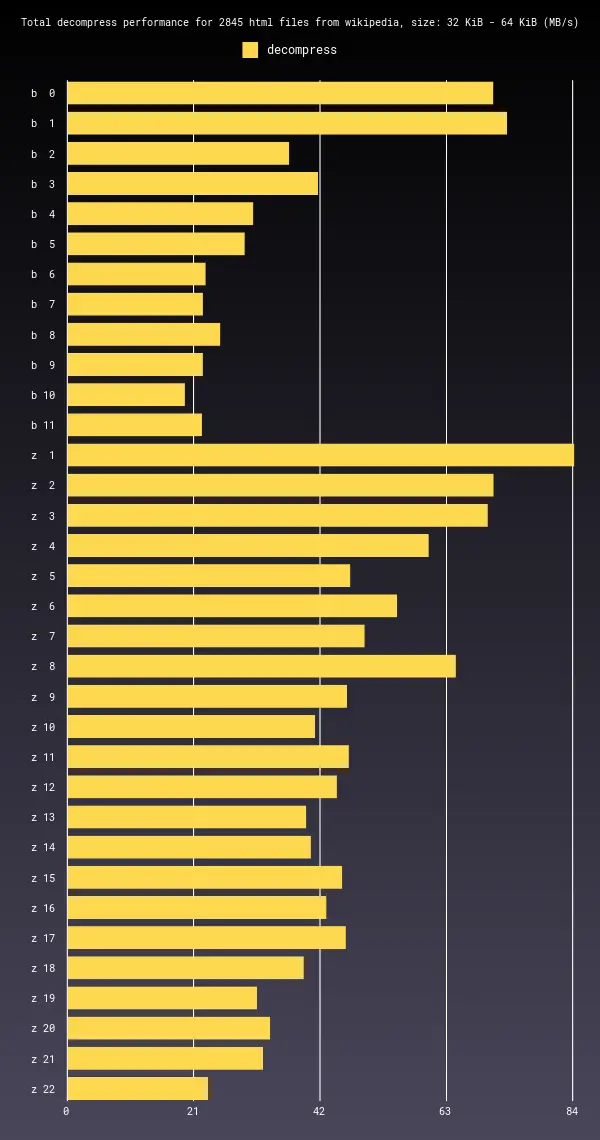 Total decompress performance for 2845 html files from wikipedia, size: 32 KiB - 64 KiB (MB/s)
decompress
b 0
b 1
b 2
b 3
b 4
b 5
b 6
b 7
b 8
b 9
b 10
b 11
z 1
z 2
z 3
z 4
z 5
z 6
z 7
z 8
z 9
z 10
z 11
z 12
z 13
z 14
z 15
z 16
z 17
z 18
z 19
z 20
z 21
z 22
0 21 42 63 84